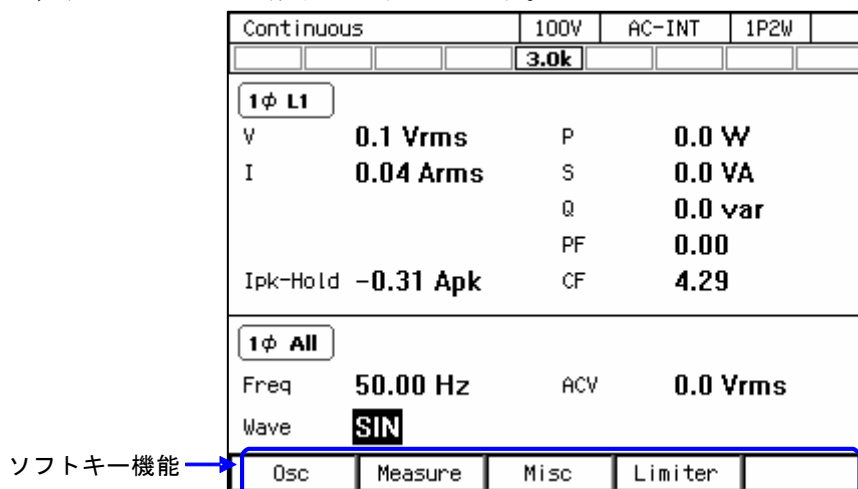 Continuous 100V AC-INT 1P2W
3.0k
1φ L1
V 0.1 Vrms P 0.0 W
I 0.04 Arms S 0.0 VA
Q 0.0 var
PF 0.00
Ipk-Hold -0.31 Apk CF 4.29
1φ All
Freq 50.00 Hz ACV 0.0 Vrms
Wave SIN
ソフトキー機能
Osc Measure Misc Limiter